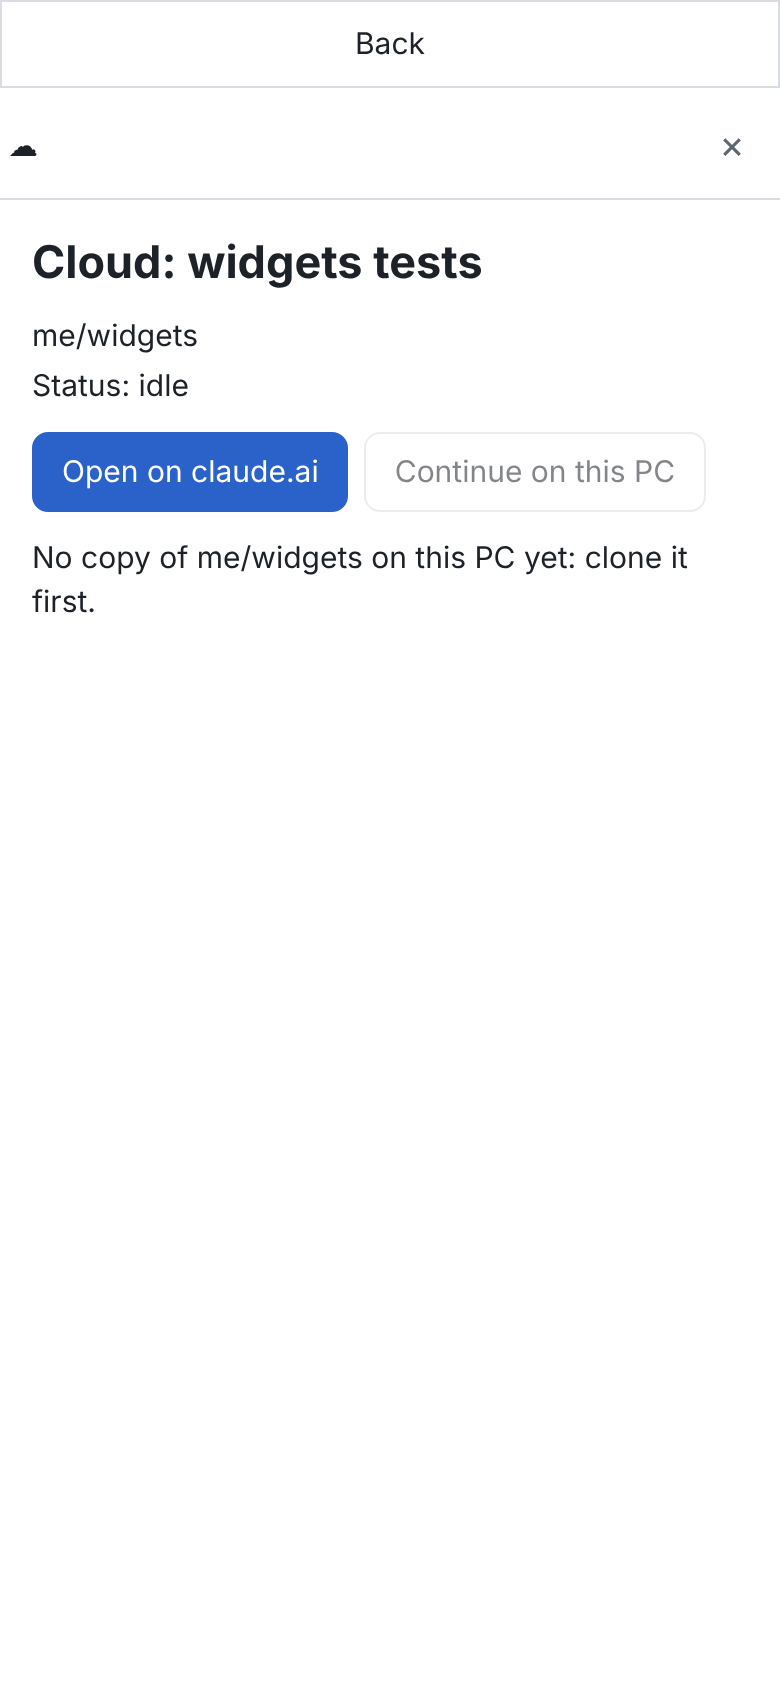 Back
☁ ✕
Cloud: widgets tests
me/widgets
Status: idle
Open on claude.ai Continue on this PC
No copy of me/widgets on this PC yet: clone it
first.